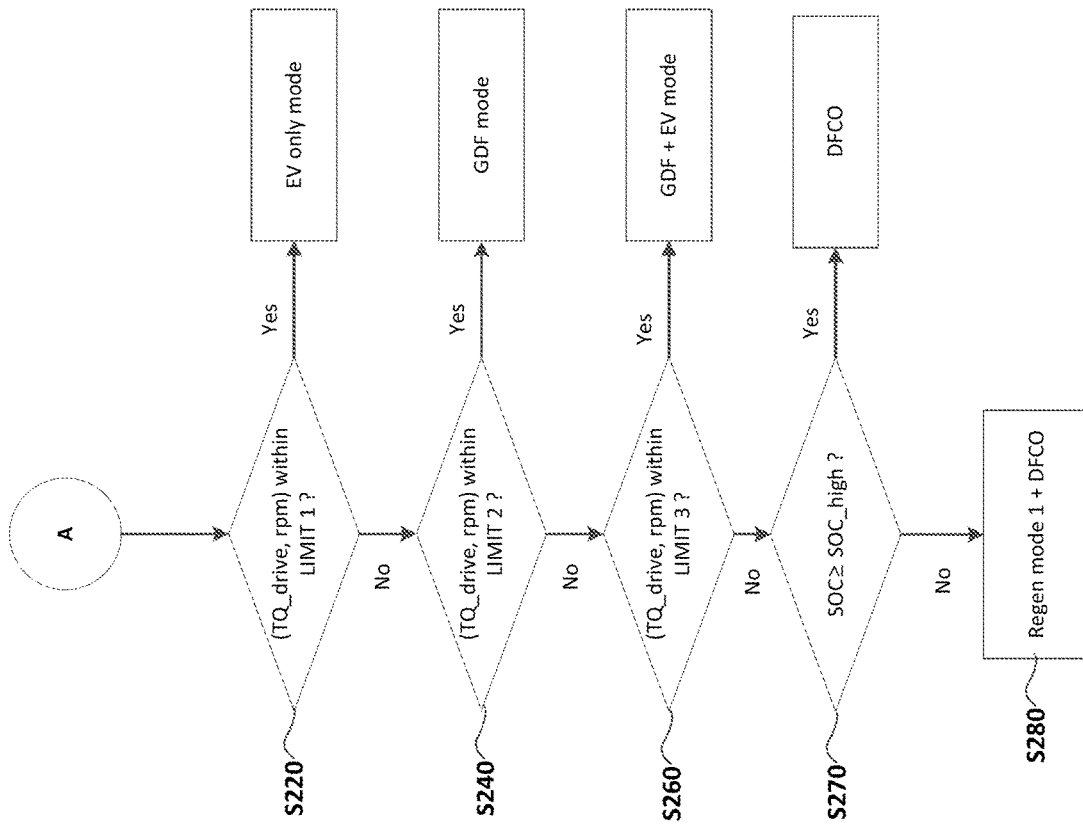 A
(TQ_drive, rpm) within
LIMIT 1 ?
S220
Yes
EV only mode
No
(TQ_drive, rpm) within
LIMIT 2 ?
S240
Yes
GDF mode
No
(TQ_drive, rpm) within
LIMIT 3 ?
S260
Yes
GDF + EV mode
No
SOC≥ SOC_high ?
S270
Yes
DFCO
No
Regen mode 1 + DFCO
S280